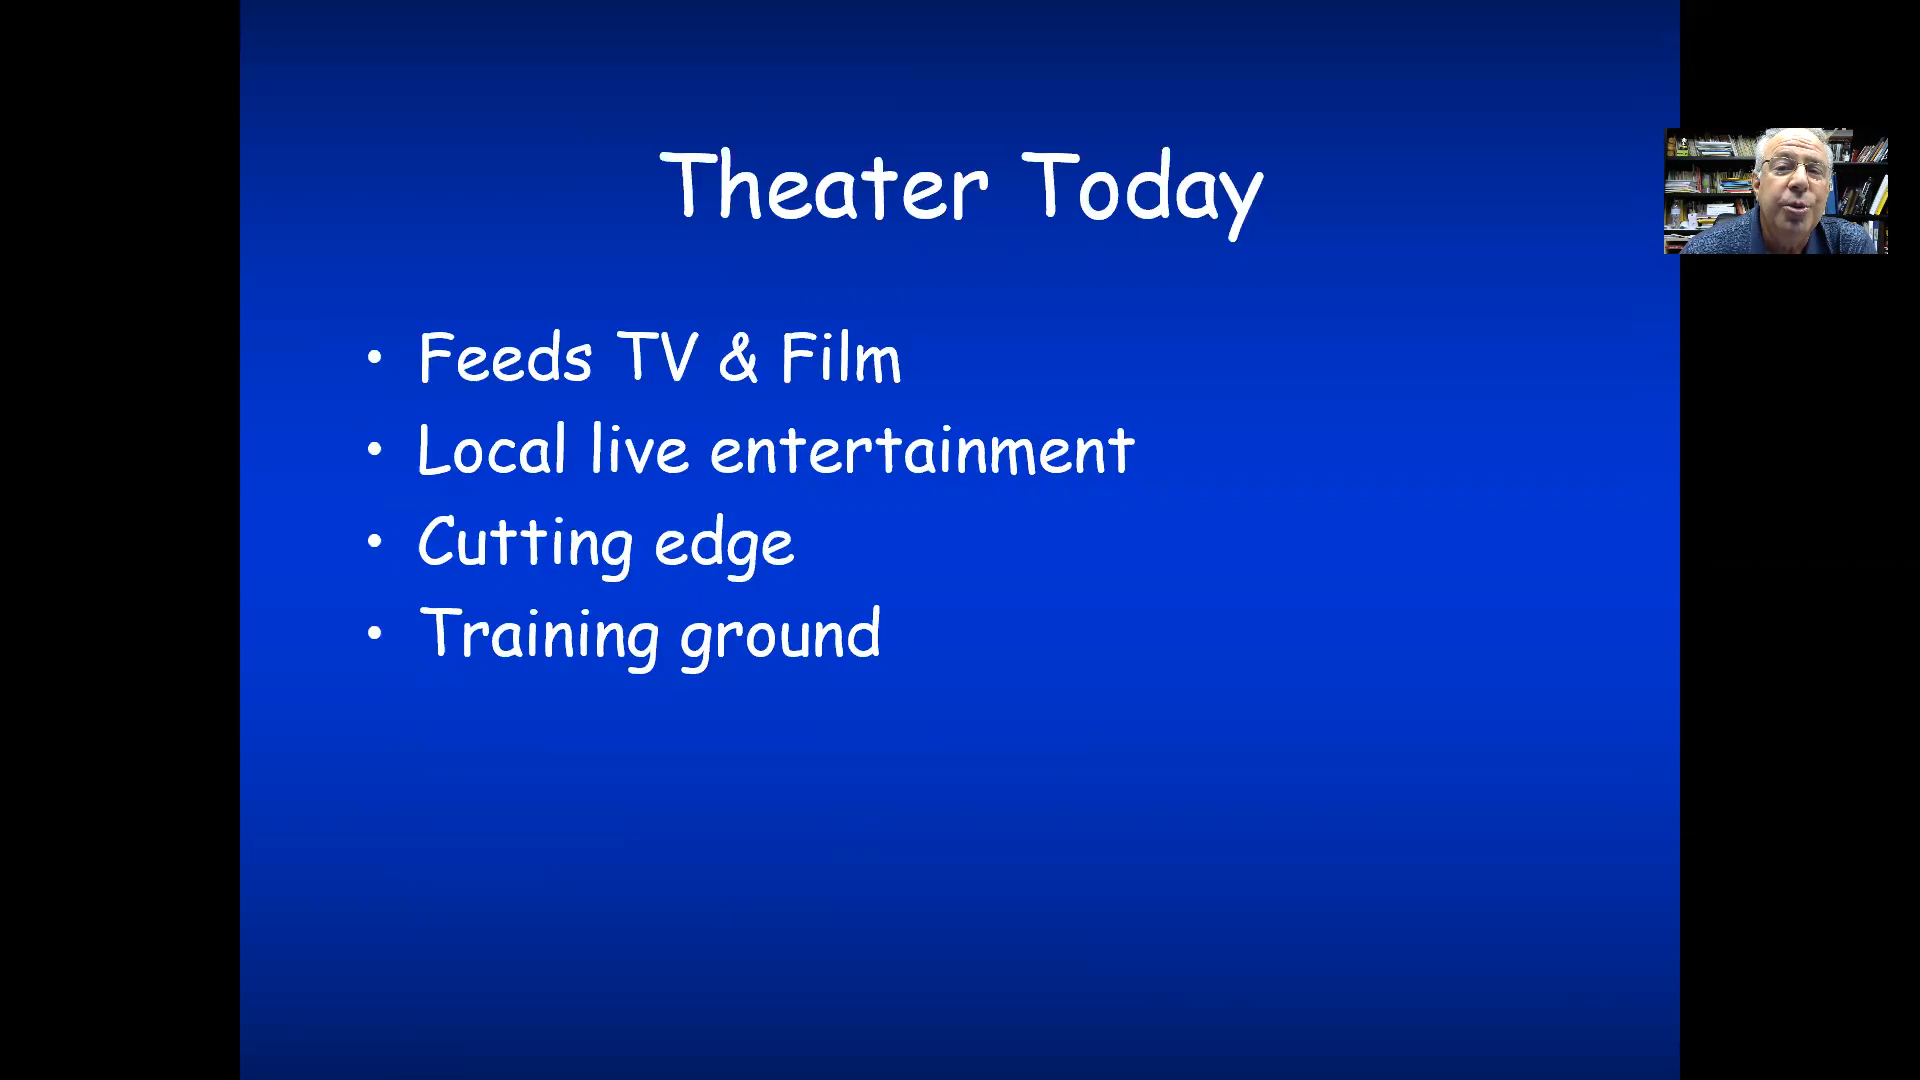 Theater Today
• Feeds TV & Film
• Local live entertainment
• Cutting edge
• Training ground